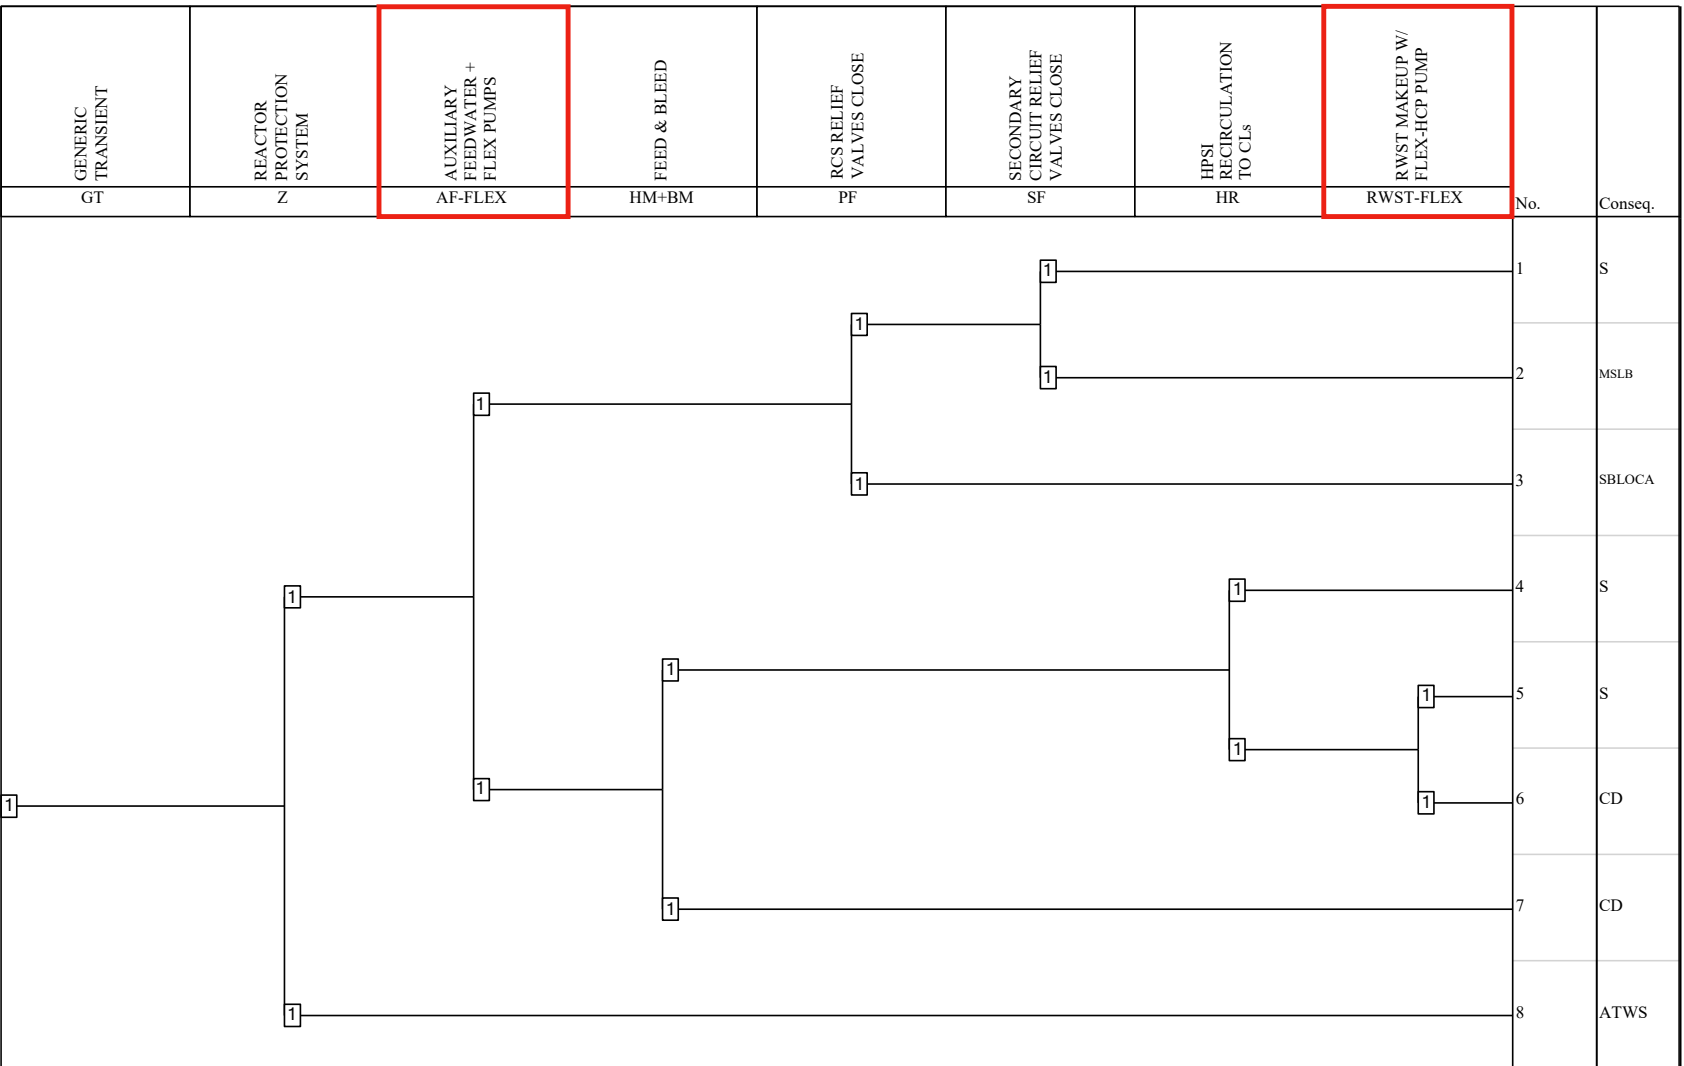 GENERIC
TRANSIENT
REACTOR
PROTECTION
SYSTEM
AUXILIARY
FEEDWATER +
FLEX PUMPS
FEED & BLEED
RCS RELIEF
VALVES CLOSE
SECONDARY
CIRCUIT RELIEF
VALVES CLOSE
HPSI
RECIRCULATION
TO CLs
RWST MAKEUP W/
FLEX-HCP PUMP
GT
Z
AF-FLEX
HM+BM
PF
SF
HR
RWST-FLEX
No.
Conseq.
1
1 S
1
1
2 MSLB
1
1
3 SBLOCA
1
1
4 S
1
1
5 S
1
1
1
6 CD
1
7 CD
1
8 ATWS